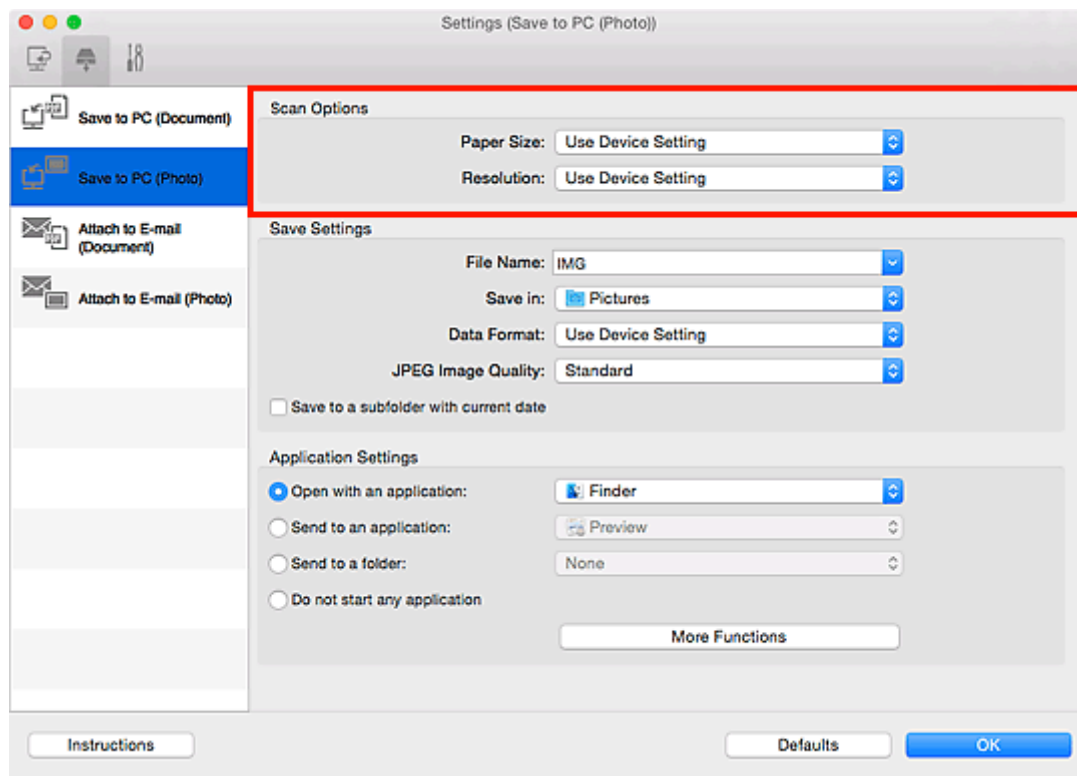 Settings (Save to PC (Photo))
Save to PC (Document)
Save to PC (Photo)
Attach to E-mail
(Document)
Attach to E-mail (Photo)
Scan Options
Paper Size: Use Device Setting
Resolution: Use Device Setting
Save Settings
File Name: IMG
Save in: Pictures
Data Format: Use Device Setting
JPEG Image Quality: Standard
Save to a subfolder with current date
Application Settings
Open with an application: Finder
Send to an application: Preview
Send to a folder: None
Do not start any application
More Functions
Instructions
Defaults
OK